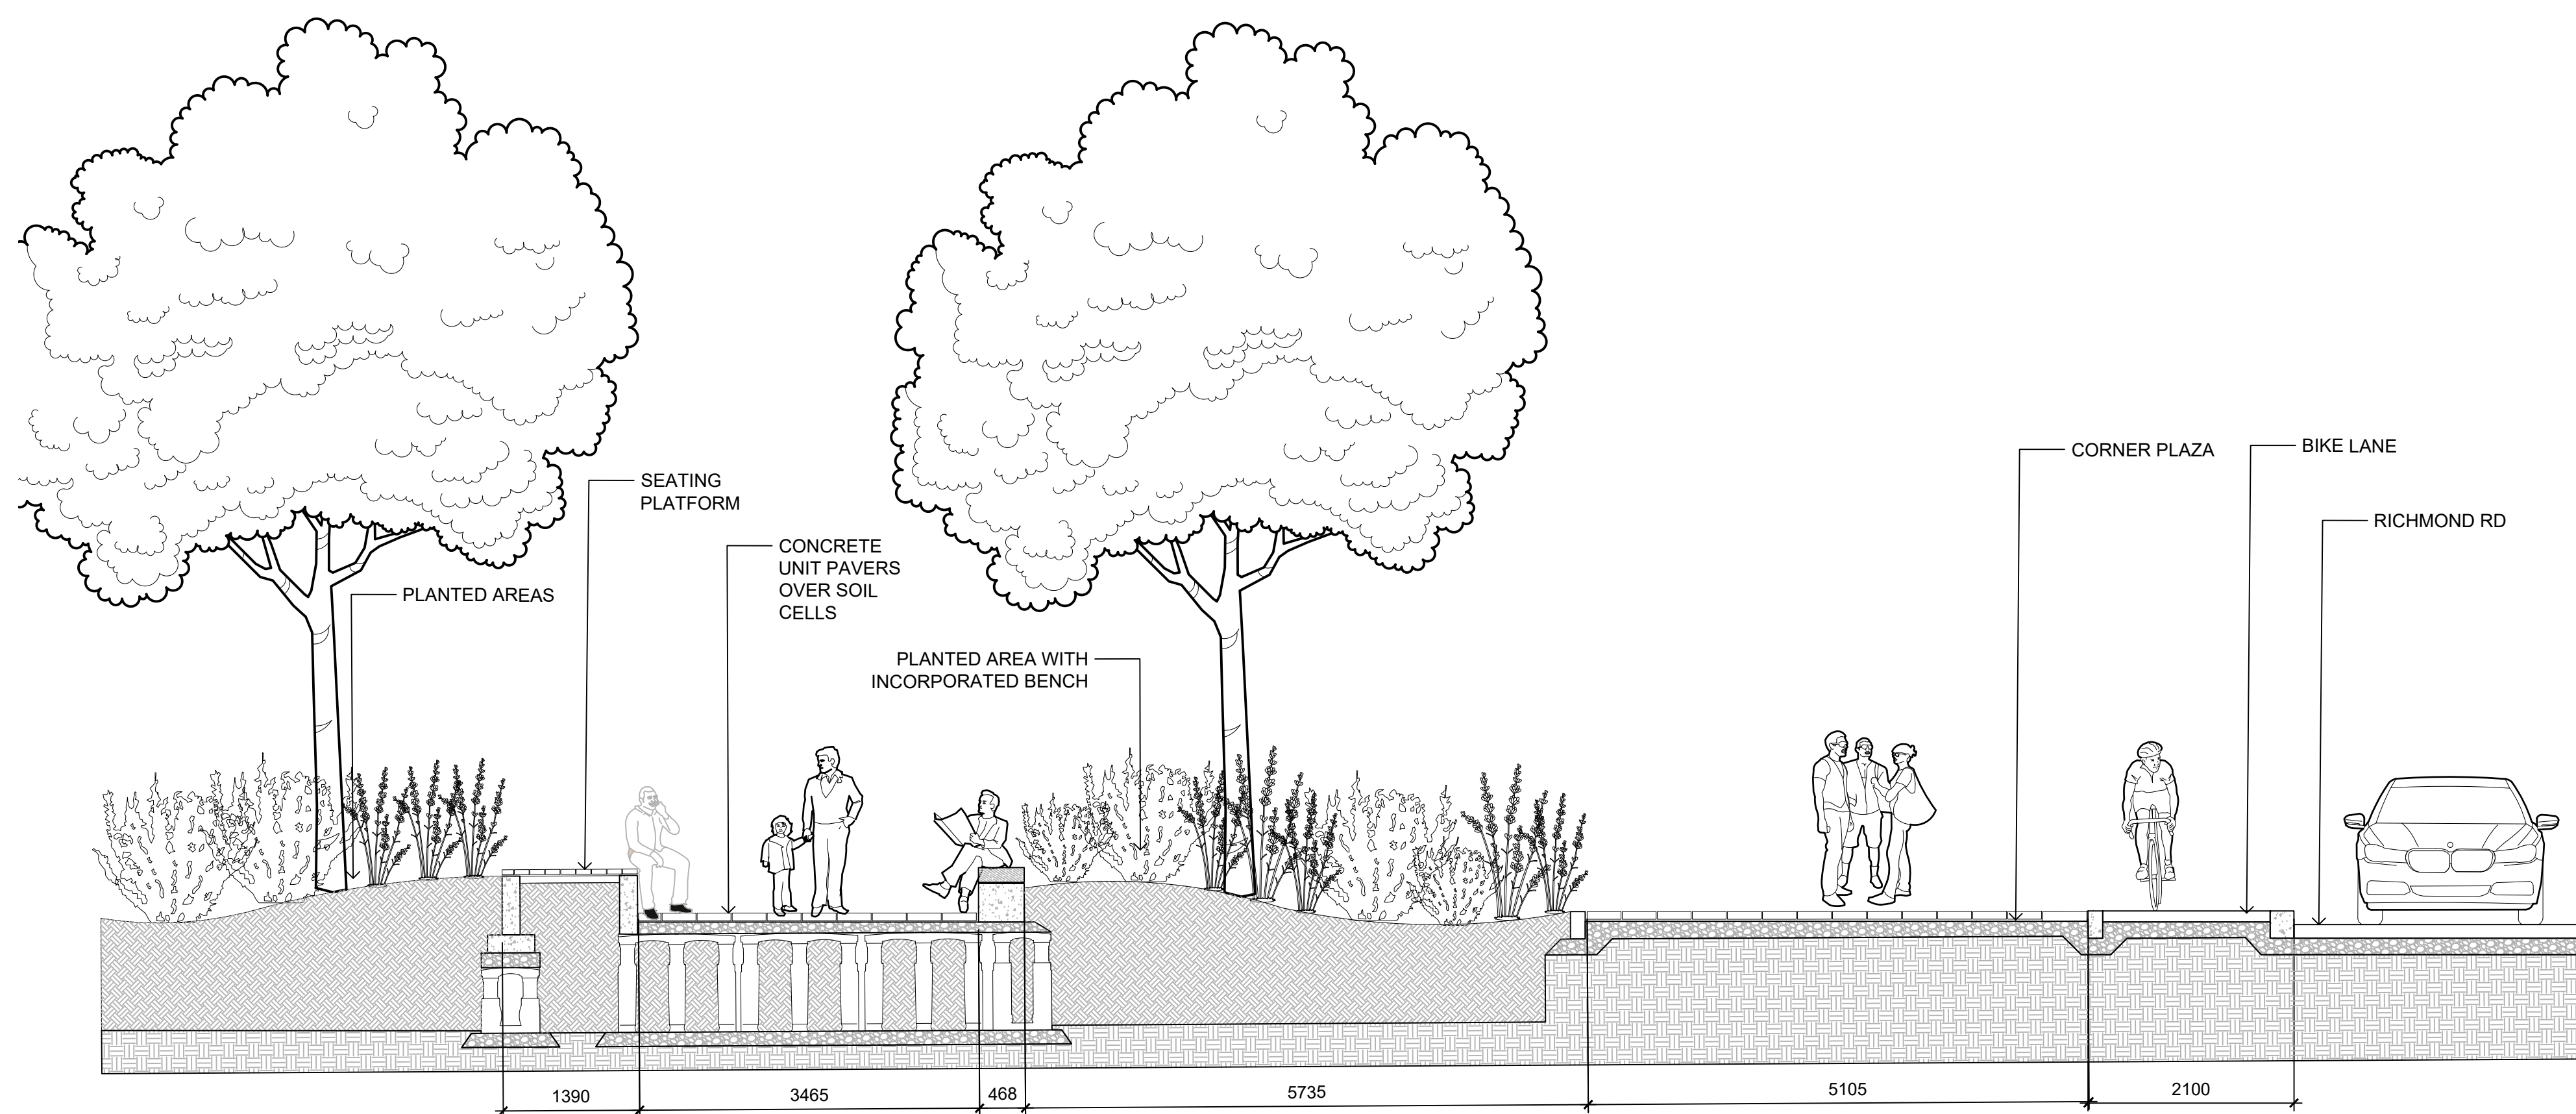 CORNER PLAZA
BIKE LANE
SEATING
PLATFORM
RICHMOND RD
CONCRETE
UNIT PAVERS
OVER SOIL
CELLS
PLANTED AREAS
PLANTED AREA WITH
INCORPORATED BENCH
1390
3465
468
5735
5105
2100